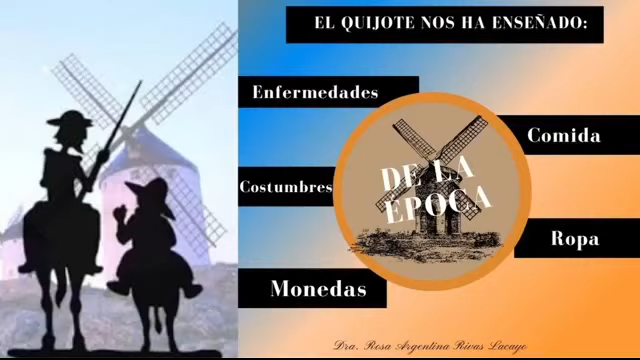 EL QUIJOTE NOS HA ENSEÑADO:
Enfermedades
Comida
Costumbres
DE LA
EPOCA
Ropa
Monedas
Dra. Rosa Argentina Rivas Lacayo